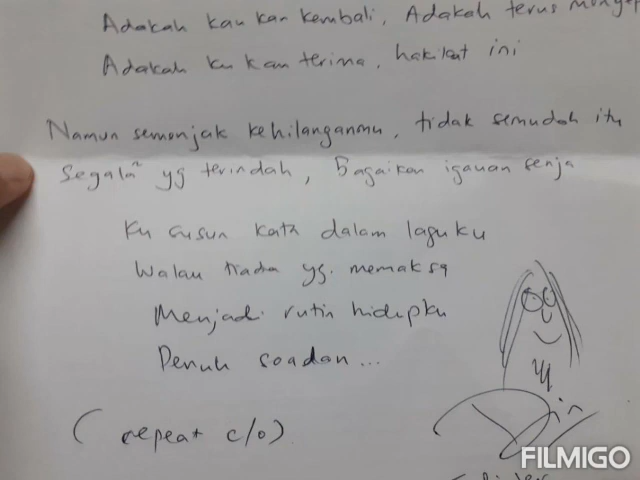 Adakah kau kan kembali, Adakah terus
Adakah ku kau terima, hakikat ini
Namun semenjak kehilanganmu, tidak semudah itu
Segala² yg terindah, Bagaikan igauan senja
Ku susun kata dalam laguku
Walau tiada yg. memaksa
Menjadi rutin hidupku
Penuh soadan...
(repeat c/o)
FILMIGO